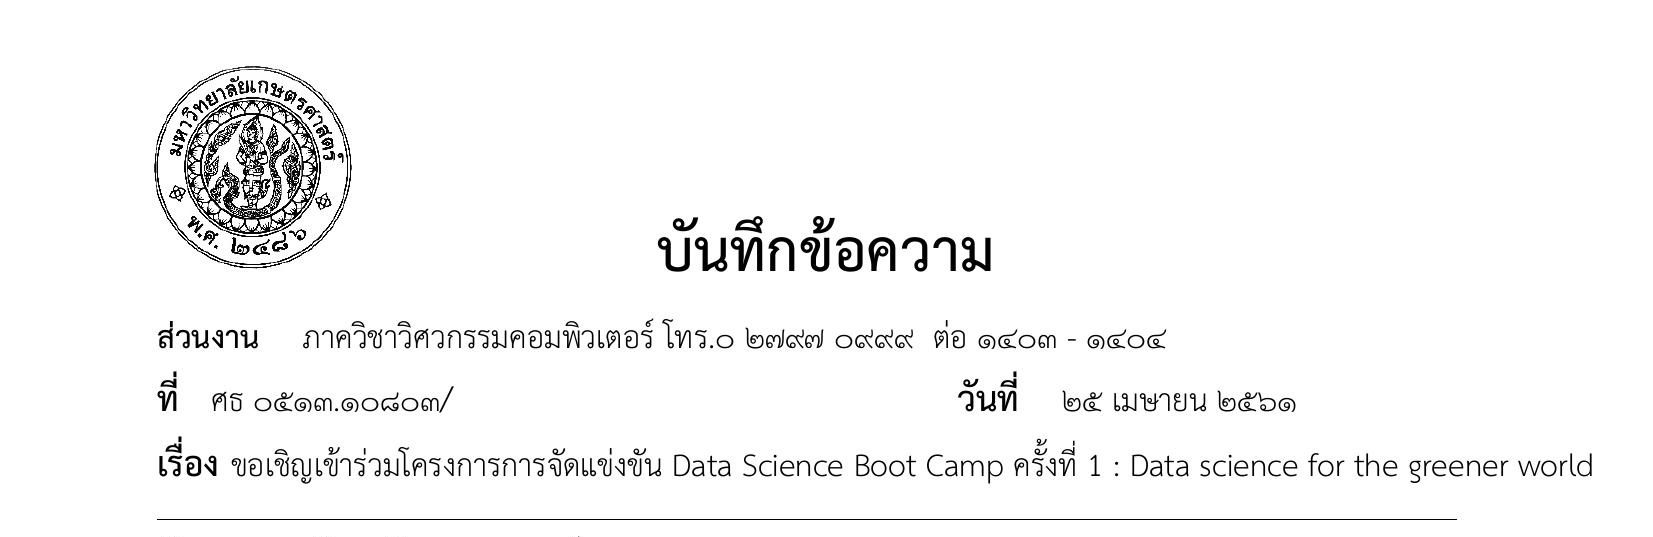 มหาวิทยาลัยเกษตรศาสตร์
พ.ศ. ๒๔๘๖
บันทึกข้อความ
ส่วนงาน ภาควิชาวิศวกรรมคอมพิวเตอร์ โทร.๐ ๒๗๙๗ ๐๙๙๙ ต่อ ๑๔๐๓ - ๑๔๐๔
ที่ ศธ ๐๕๑๓.๑๐๘๐๓/ วันที่ ๒๕ เมษายน ๒๕๖๑
เรื่อง ขอเชิญเข้าร่วมโครงการการจัดแข่งขัน Data Science Boot Camp ครั้งที่ 1 : Data science for the greener world